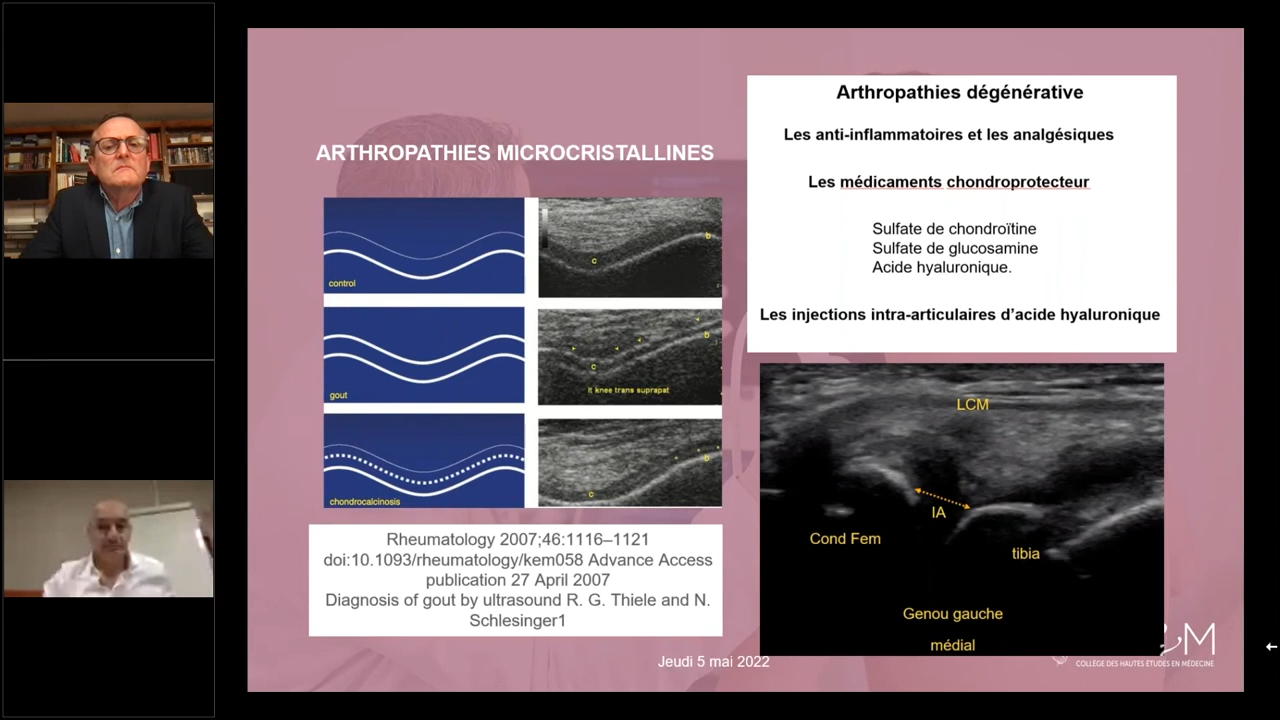 ARTHROPATHIES MICROCRISTALLINES
control
c
b
gout
c
b
lt knee trans suprapat
chondrocalcinosis
c
b
Rheumatology 2007;46:1116–1121
doi:10.1093/rheumatology/kem058 Advance Access
publication 27 April 2007
Diagnosis of gout by ultrasound R. G. Thiele and N.
Schlesinger1
Arthropathies dégénérative
Les anti-inflammatoires et les analgésiques
Les médicaments chondroprotecteur
Sulfate de chondroïtine
Sulfate de glucosamine
Acide hyaluronique.
Les injections intra-articulaires d’acide hyaluronique
LCM
IA
Cond Fem
tibia
Genou gauche
médial
Jeudi 5 mai 2022
M
COLLÈGE DES HAUTES ÉTUDES EN MÉDECINE